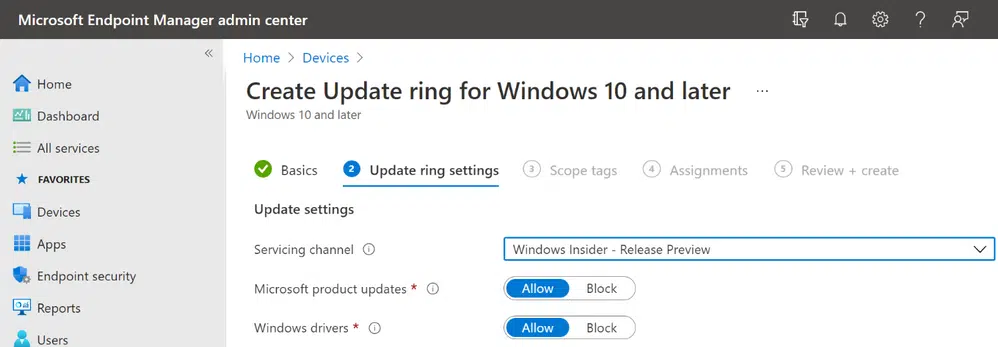 Microsoft Endpoint Manager admin center
«
Home
Dashboard
All services
FAVORITES
Devices
Apps
Endpoint security
Reports
Users
Home > Devices >
Create Update ring for Windows 10 and later ...
Windows 10 and later
Basics 2 Update ring settings 3 Scope tags 4 Assignments 5 Review + create
Update settings
Servicing channel Windows Insider - Release Preview
Microsoft product updates * Allow Block
Windows drivers * Allow Block